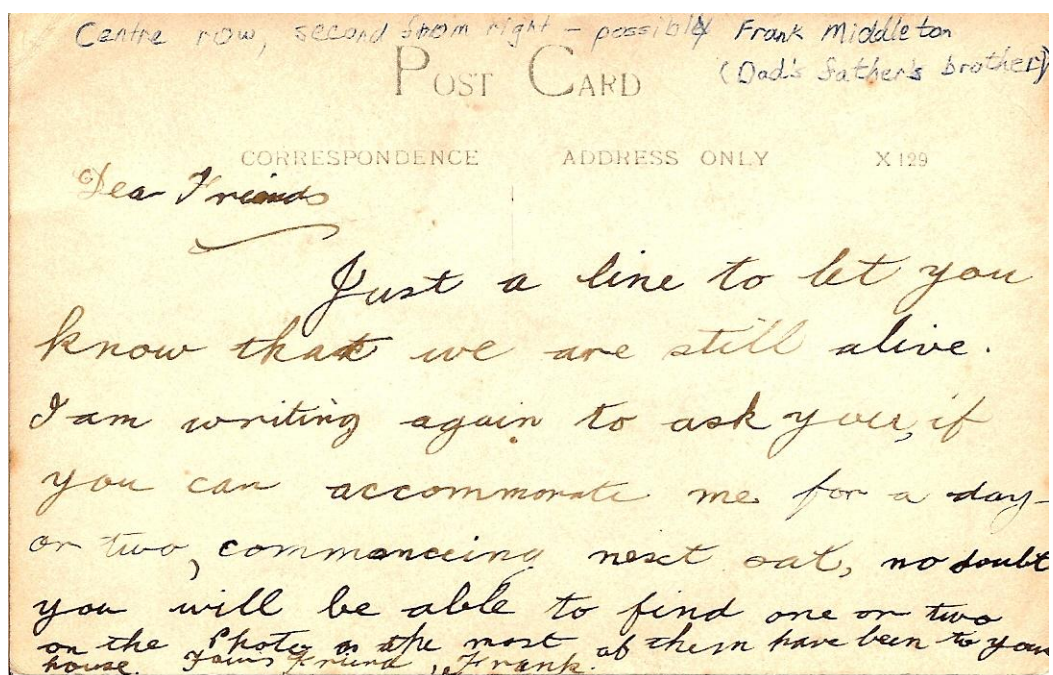 Centre row, second from right - possibly Frank Middleton
(Dad's father's brother)
POST CARD
CORRESPONDENCE ADDRESS ONLY X 129
Dear Friends
Just a line to let you
know that we are still alive.
I am writing again to ask you, if
you can accommorate me for a day
or two, commenceing next sat, no doubt
you will be able to find one or two
on the Photo as the most of them have been to your
house. Yours Friend, Frank.